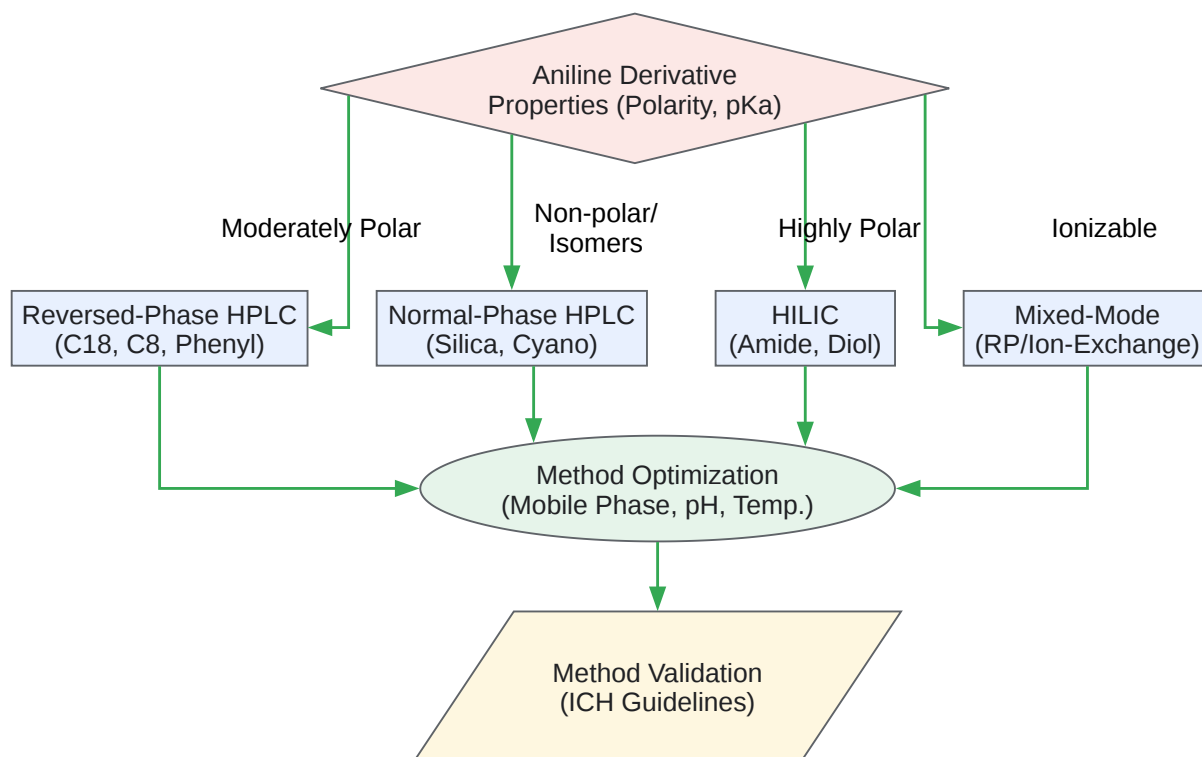 Aniline Derivative
Properties (Polarity, pKa)
Moderately Polar
Non-polar/
Isomers
Highly Polar
Ionizable
Reversed-Phase HPLC
(C18, C8, Phenyl)
Normal-Phase HPLC
(Silica, Cyano)
HILIC
(Amide, Diol)
Mixed-Mode
(RP/Ion-Exchange)
Method Optimization
(Mobile Phase, pH, Temp.)
Method Validation
(ICH Guidelines)